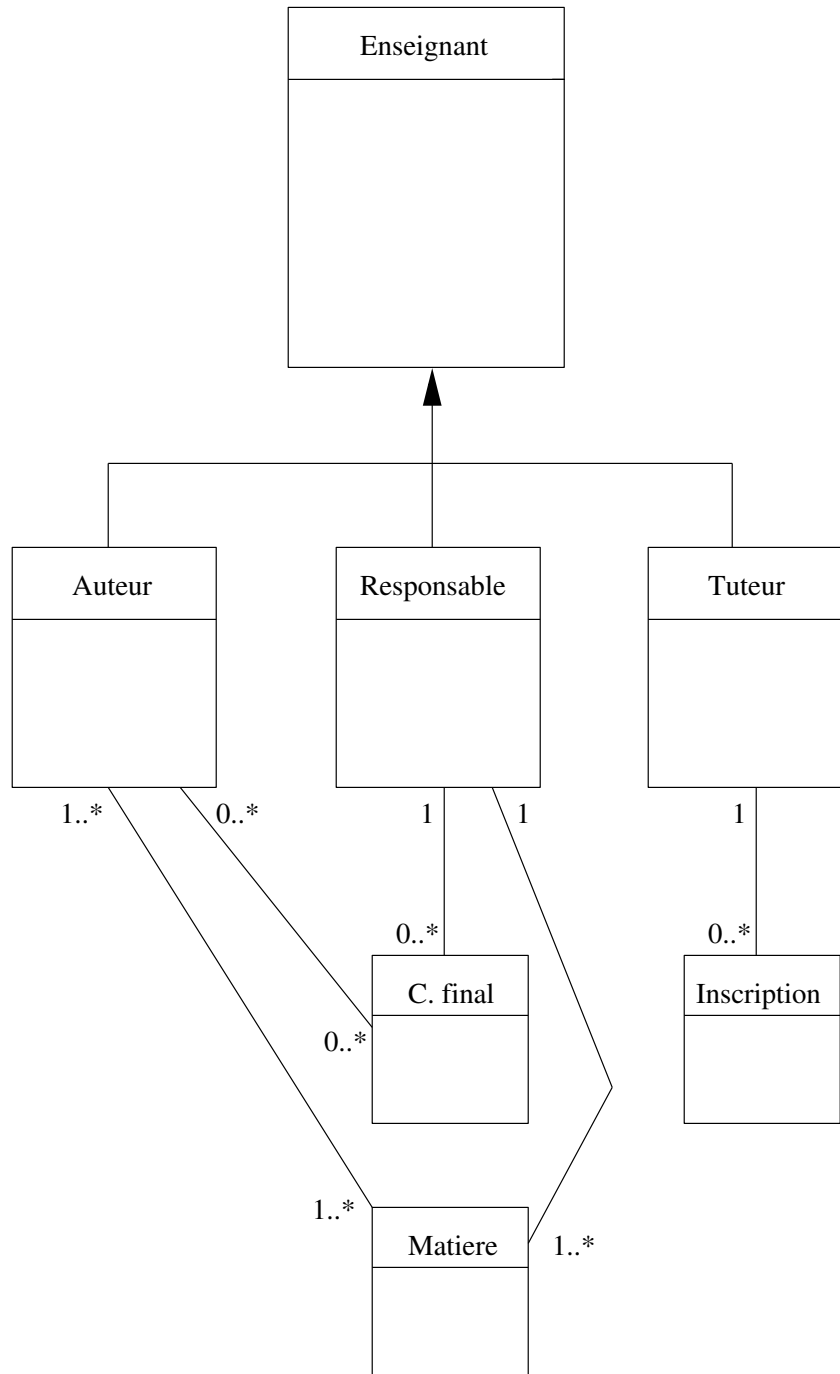 Enseignant
Auteur
Responsable
Tuteur
1..*
0..*
1
1
1
0..*
0..*
C. final
Inscription
0..*
1..*
Matiere
1..*